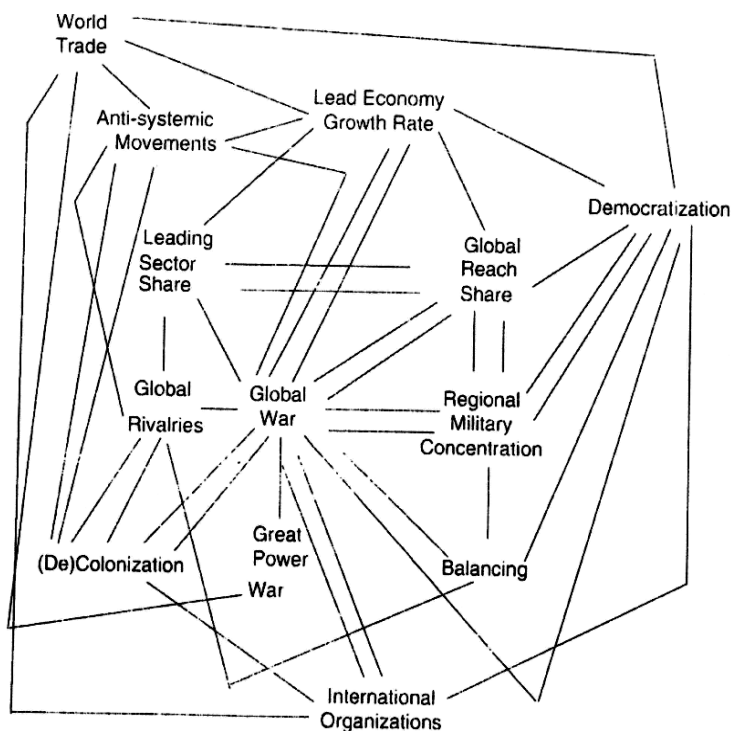 World
Trade
Lead Economy
Growth Rate
Anti-systemic
Movements
Democratization
Leading
Sector
Share
Global
Reach
Share
Global
Rivalries
Global
War
Regional
Military
Concentration
Great
Power
War
(De)Colonization
Balancing
International
Organizations